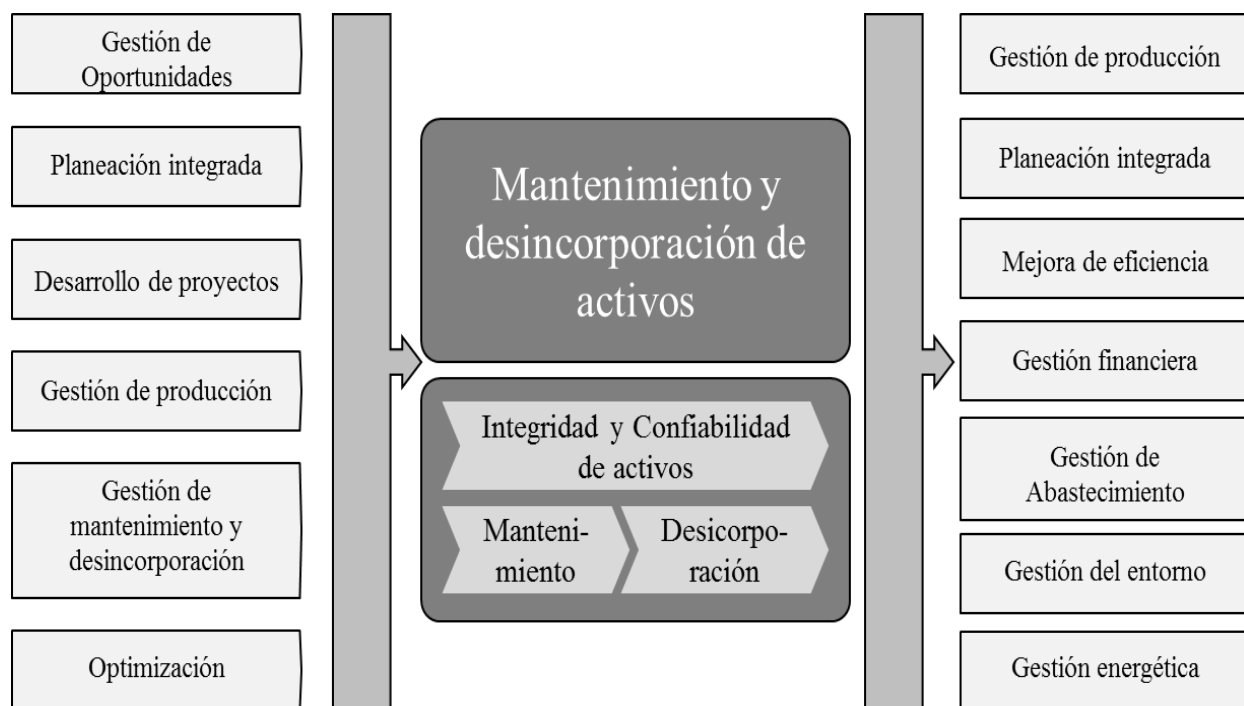 Gestión de
Oportunidades
Planeación integrada
Desarrollo de proyectos
Gestión de producción
Gestión de
mantenimiento y
desincorporación
Optimización
Mantenimiento y
desincorporación de
activos
Integridad y Confiabilidad
de activos
Manteni-
miento
Desicorpo-
ración
Gestión de producción
Planeación integrada
Mejora de eficiencia
Gestión financiera
Gestión de
Abastecimiento
Gestión del entorno
Gestión energética